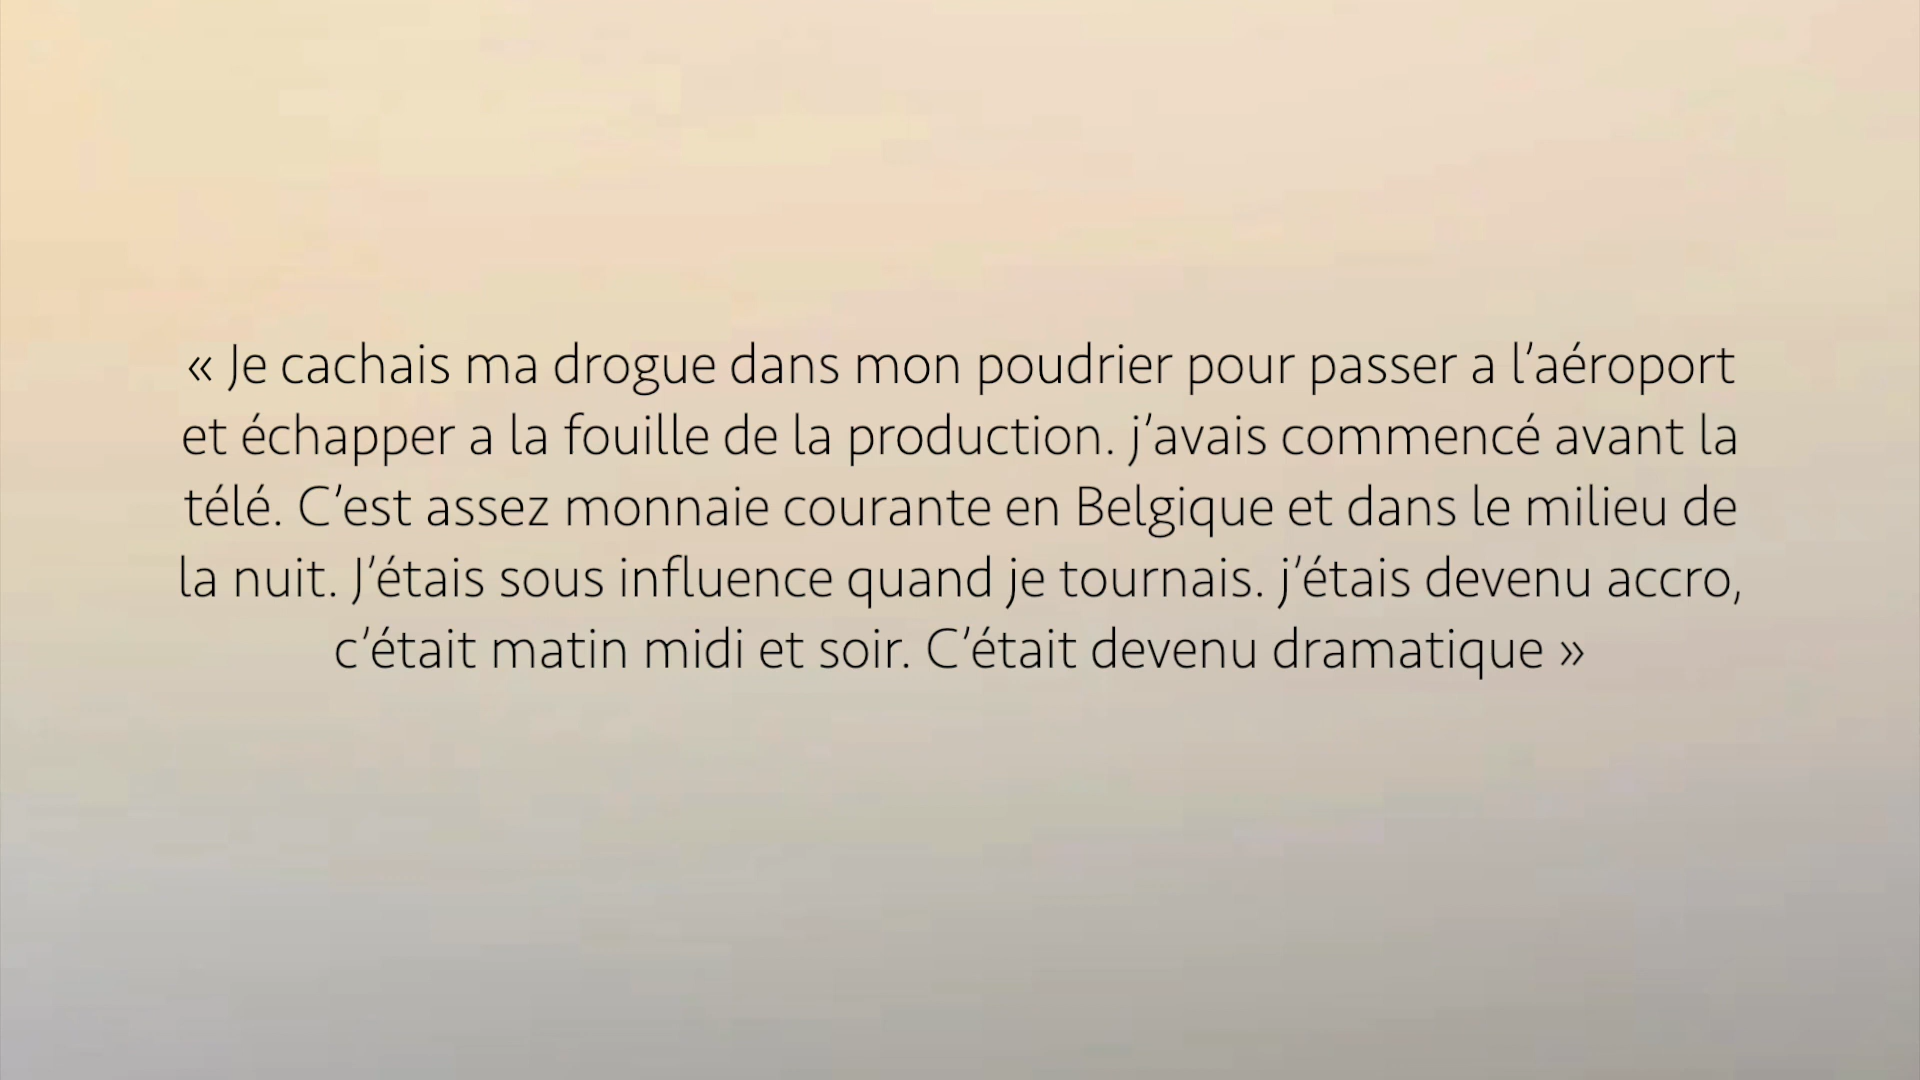 « Je cachais ma drogue dans mon poudrier pour passer a l’aéroport
et échapper a la fouille de la production. j’avais commencé avant la
télé. C’est assez monnaie courante en Belgique et dans le milieu de
la nuit. J’étais sous influence quand je tournais. j’étais devenu accro,
c’était matin midi et soir. C’était devenu dramatique »